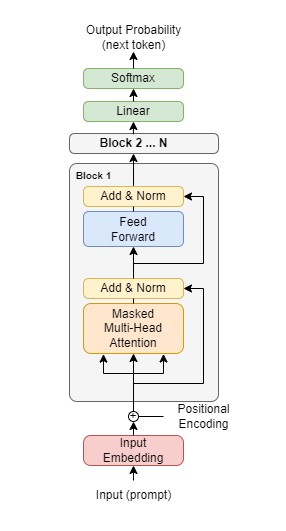 Output Probability
(next token)
Softmax
Linear
Block 2 ... N
Block 1
Add & Norm
Feed
Forward
Add & Norm
Masked
Multi-Head
Attention
Positional
Encoding
Input
Embedding
Input (prompt)